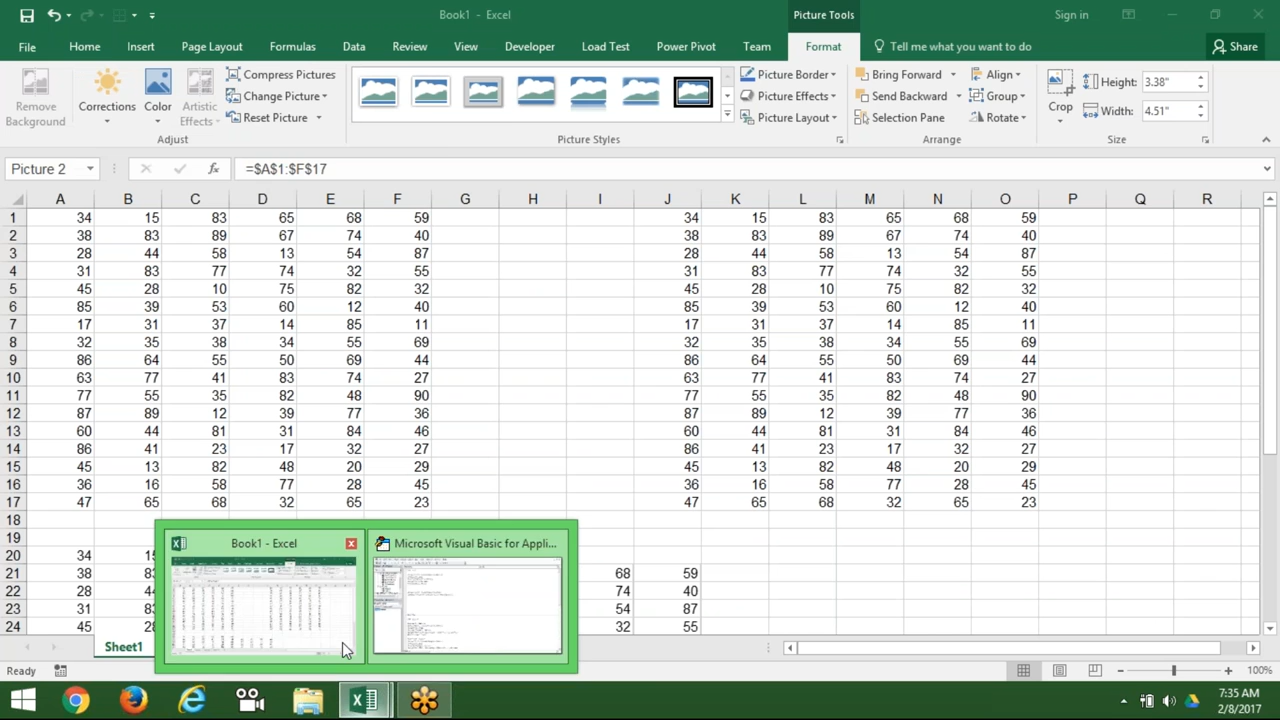 Book1 - Excel
Picture Tools
Sign in
File Home Insert Page Layout Formulas Data Review View Developer Load Test Power Pivot Team Format Tell me what you want to do Share
Remove Background
Corrections
Color
Artistic Effects
Compress Pictures
Change Picture
Reset Picture
Adjust
Picture Styles
Picture Border
Picture Effects
Picture Layout
Bring Forward
Send Backward
Selection Pane
Align
Group
Rotate
Arrange
Crop
Height: 3.38"
Width: 4.51"
Size
Picture 2 fx =$A$1:$F$17
A B C D E F G H I J K L M N O P Q R
1 34 15 83 65 68 59 34 15 83 65 68 59
2 38 83 89 67 74 40 38 83 89 67 74 40
3 28 44 58 13 54 87 28 44 58 13 54 87
4 31 83 77 74 32 55 31 83 77 74 32 55
5 45 28 10 75 82 32 45 28 10 75 82 32
6 85 39 53 60 12 40 85 39 53 60 12 40
7 17 31 37 14 85 11 17 31 37 14 85 11
8 32 35 38 34 55 69 32 35 38 34 55 69
9 86 64 55 50 69 44 86 64 55 50 69 44
10 63 77 41 83 74 27 63 77 41 83 74 27
11 77 55 35 82 48 90 77 55 35 82 48 90
12 87 89 12 39 77 36 87 89 12 39 77 36
13 60 44 81 31 84 46 60 44 81 31 84 46
14 86 41 23 17 32 27 86 41 23 17 32 27
15 45 13 82 48 20 29 45 13 82 48 20 29
16 36 16 58 77 28 45 36 16 58 77 28 45
17 47 65 68 32 65 23 47 65 68 32 65 23
18
19
20 34 15
21 38 83 68 59
22 28 44 74 40
23 31 83 54 87
24 45 28 32 55
Book1 - Excel
Microsoft Visual Basic for Appli...
Sheet1
Ready
100%
7:35 AM
2/8/2017